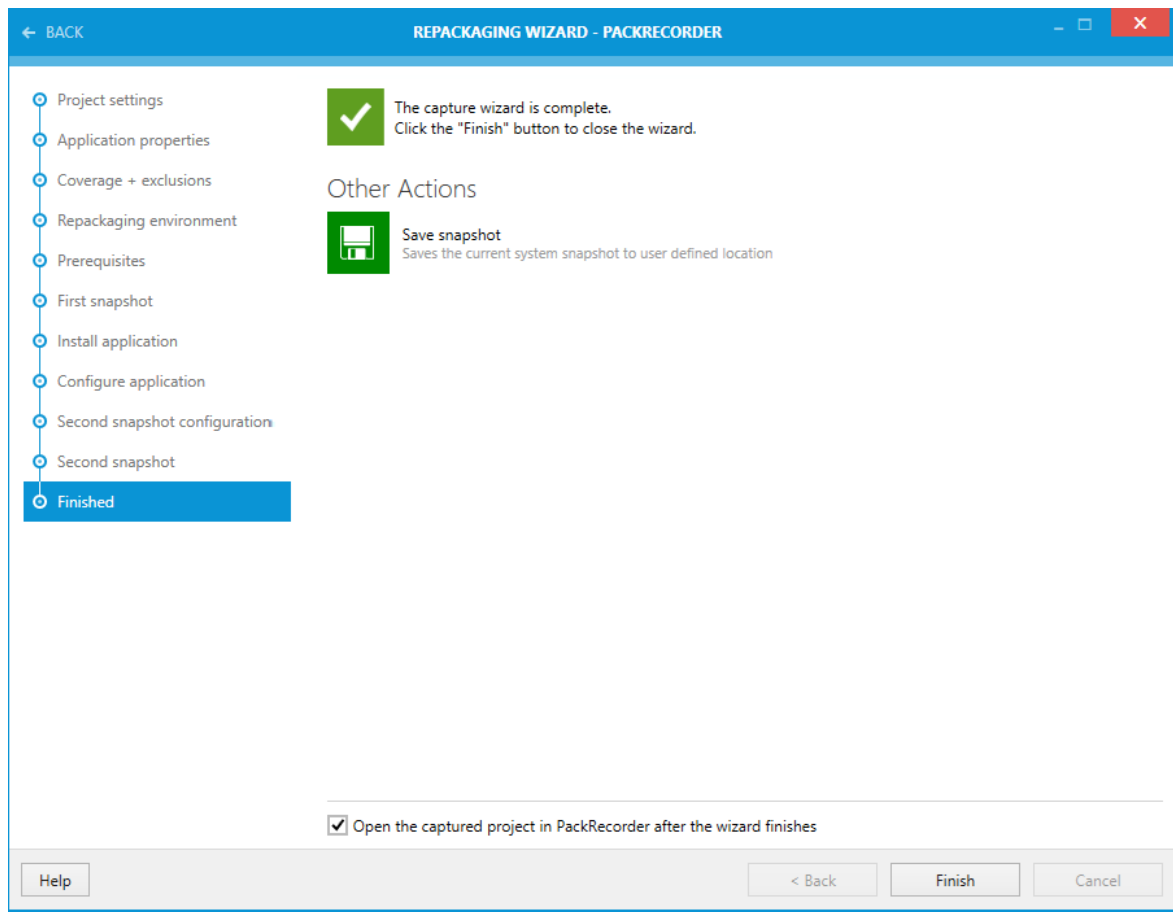 BACK
REPACKAGING WIZARD - PACKRECORDER
Project settings
Application properties
Coverage + exclusions
Repackaging environment
Prerequisites
First snapshot
Install application
Configure application
Second snapshot configuration
Second snapshot
Finished
The capture wizard is complete.
Click the "Finish" button to close the wizard.
Other Actions
Save snapshot
Saves the current system snapshot to user defined location
Open the captured project in PackRecorder after the wizard finishes
Help
< Back
Finish
Cancel